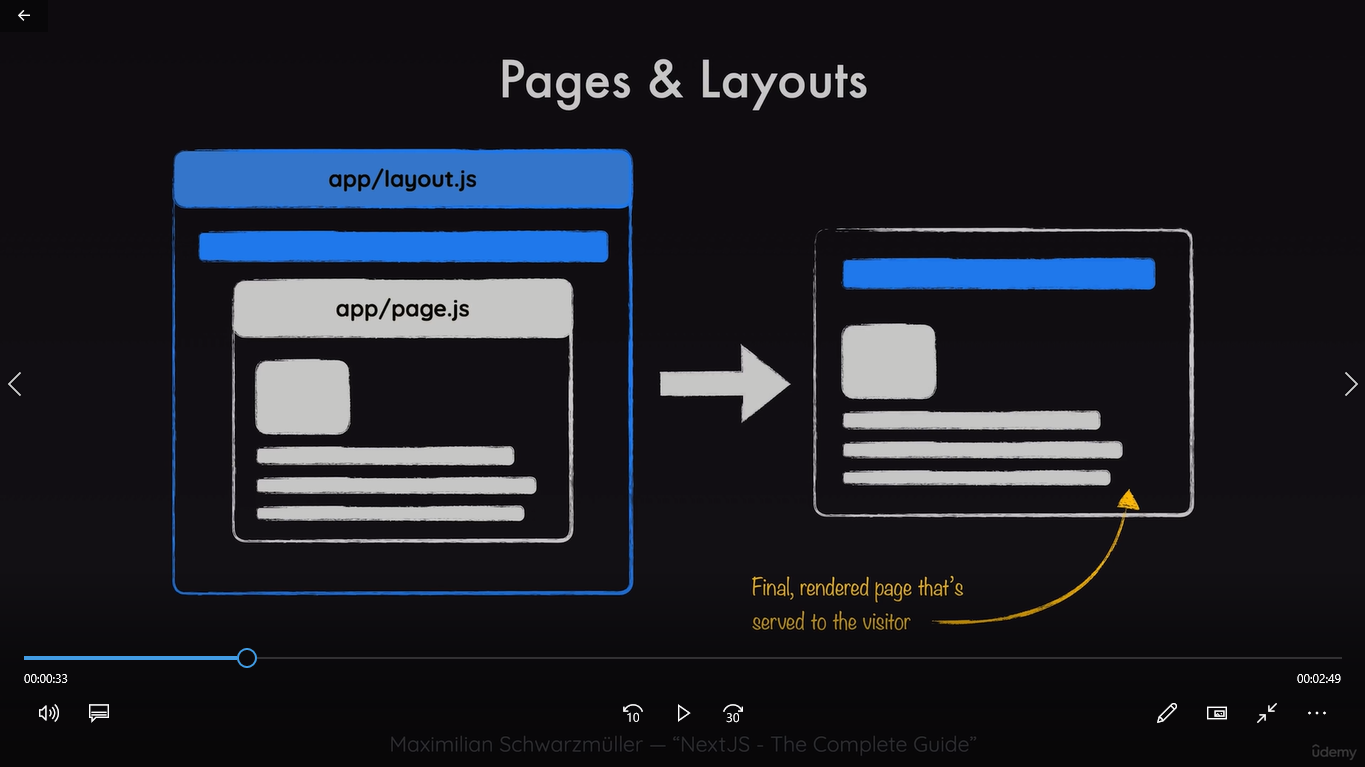 Pages & Layouts
app/layout.js
app/page.js
Final, rendered page that's
served to the visitor
00:00:33
00:02:49
10
30
Maximilian Schwarzmüller — “NextJS - The Complete Guide”
ûdemy